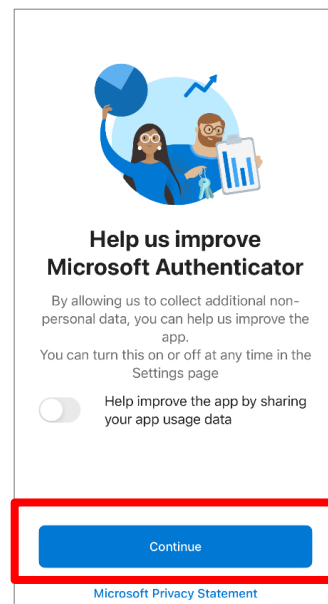 Help us improve
Microsoft Authenticator
By allowing us to collect additional non-
personal data, you can help us improve the
app.
You can turn this on or off at any time in the
Settings page
Help improve the app by sharing
your app usage data
Continue
Microsoft Privacy Statement